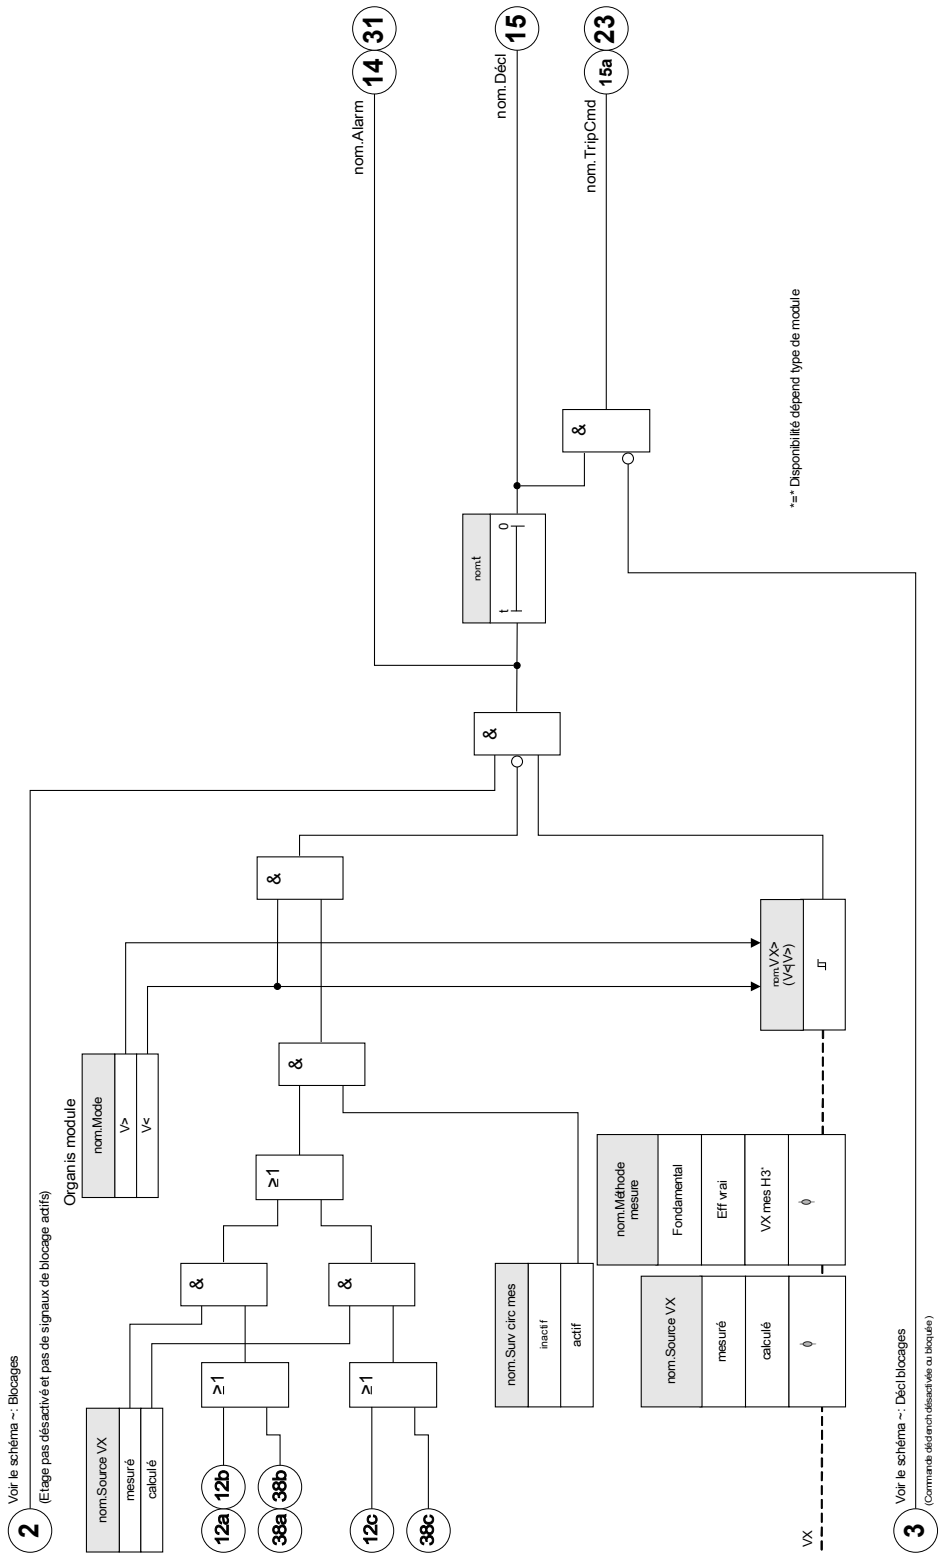 2
Voir le schéma ~: Blocages
(Etage pas désactivé et pas de signaux de blocage actifs)
Organis module
nom.Mode
V>
V<
nom.Source VX
mesuré
calculé
12a
12b
38a
38b
12c
38c
≥1
≥1
&
&
≥1
&
&
nom.Surv circ mes
inactif
actif
nom.Source VX
mesuré
calculé
ϕ
nom.Méthode
mesure
Fondamental
Eff vrai
VX mes H3'
ϕ
VX
nom.VX>
(V<|V>)
&
nom.t
t
0
&
nom.Alarm
14
31
nom.Décl
15
nom.TripCmd
15a
23
*=* Disponibilité dépend type de module
3
Voir le schéma ~: Décl blocages
(Commande déclench désactivée ou bloquée)